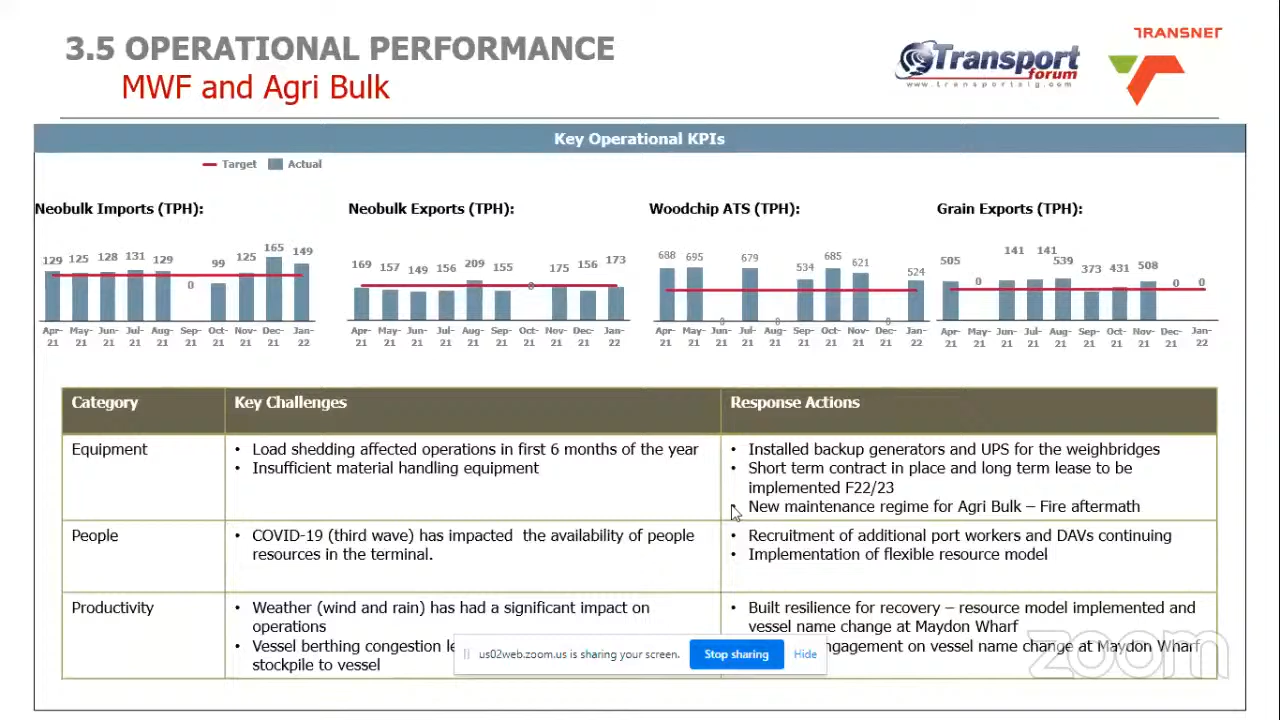 3.5 OPERATIONAL PERFORMANCE
MWF and Agri Bulk
Transport
forum
www.transportsig.com
TRANSNET
Key Operational KPIs
Target Actual
Neobulk Imports (TPH):
129 125 128 131 129 0 99 125 165 149
Apr-21 May-21 Jun-21 Jul-21 Aug-21 Sep-21 Oct-21 Nov-21 Dec-21 Jan-22
Neobulk Exports (TPH):
169 157 149 156 209 155 0 175 156 173
Apr-21 May-21 Jun-21 Jul-21 Aug-21 Sep-21 Oct-21 Nov-21 Dec-21 Jan-22
Woodchip ATS (TPH):
688 695 0 679 0 534 685 621 0 524
Apr-21 May-21 Jun-21 Jul-21 Aug-21 Sep-21 Oct-21 Nov-21 Dec-21 Jan-22
Grain Exports (TPH):
505 0 141 141 539 373 431 508 0 0
Apr-21 May-21 Jun-21 Jul-21 Aug-21 Sep-21 Oct-21 Nov-21 Dec-21 Jan-22
Category Key Challenges Response Actions
Equipment
• Load shedding affected operations in first 6 months of the year
• Insufficient material handling equipment
• Installed backup generators and UPS for the weighbridges
• Short term contract in place and long term lease to be
implemented F22/23
New maintenance regime for Agri Bulk – Fire aftermath
People
• COVID-19 (third wave) has impacted the availability of people
resources in the terminal.
• Recruitment of additional port workers and DAVs continuing
• Implementation of flexible resource model
Productivity
• Weather (wind and rain) has had a significant impact on
operations
• Vessel berthing congestion
stockpile to vessel
• Built resilience for recovery – resource model implemented and
vessel name change at Maydon Wharf
on vessel name change at Maydon Wharf
us02web.zoom.us is sharing your screen. Stop sharing Hide
zoom